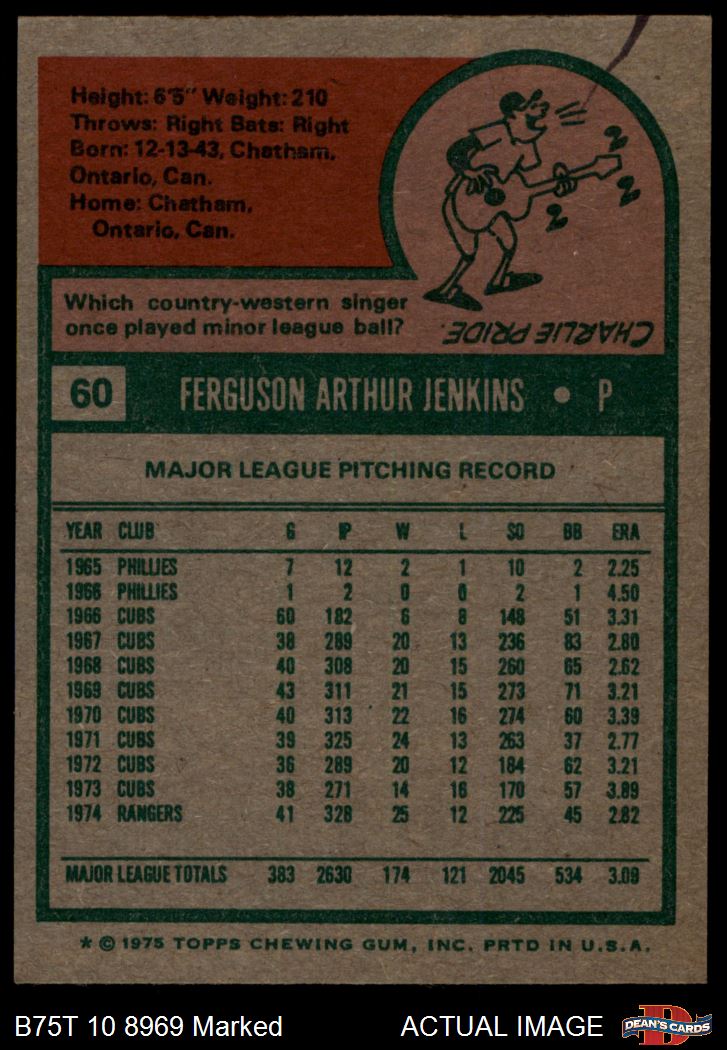 Height: 6'5" Weight: 210
Throws: Right Bats: Right
Born: 12-13-43, Chatham,
Ontario, Can.
Home: Chatham,
Ontario, Can.
Which country-western singer
once played minor league ball?
CHARLIE PRIDE.
60 FERGUSON ARTHUR JENKINS • P
MAJOR LEAGUE PITCHING RECORD
YEAR CLUB G IP W L SO BB ERA
1965 PHILLIES 7 12 2 1 10 2 2.25
1966 PHILLIES 1 2 0 0 2 1 4.50
1966 CUBS 60 182 6 8 148 51 3.31
1967 CUBS 38 289 20 13 236 83 2.80
1968 CUBS 40 308 20 15 260 65 2.62
1969 CUBS 43 311 21 15 273 71 3.21
1970 CUBS 40 313 22 16 274 60 3.39
1971 CUBS 39 325 24 13 263 37 2.77
1972 CUBS 36 289 20 12 184 62 3.21
1973 CUBS 38 271 14 16 170 57 3.89
1974 RANGERS 41 328 25 12 225 45 2.82
MAJOR LEAGUE TOTALS 383 2630 174 121 2045 534 3.09
* © 1975 TOPPS CHEWING GUM, INC. PRTD IN U.S.A.
B75T 10 8969 Marked ACTUAL IMAGE
D
DEAN'S CARDS